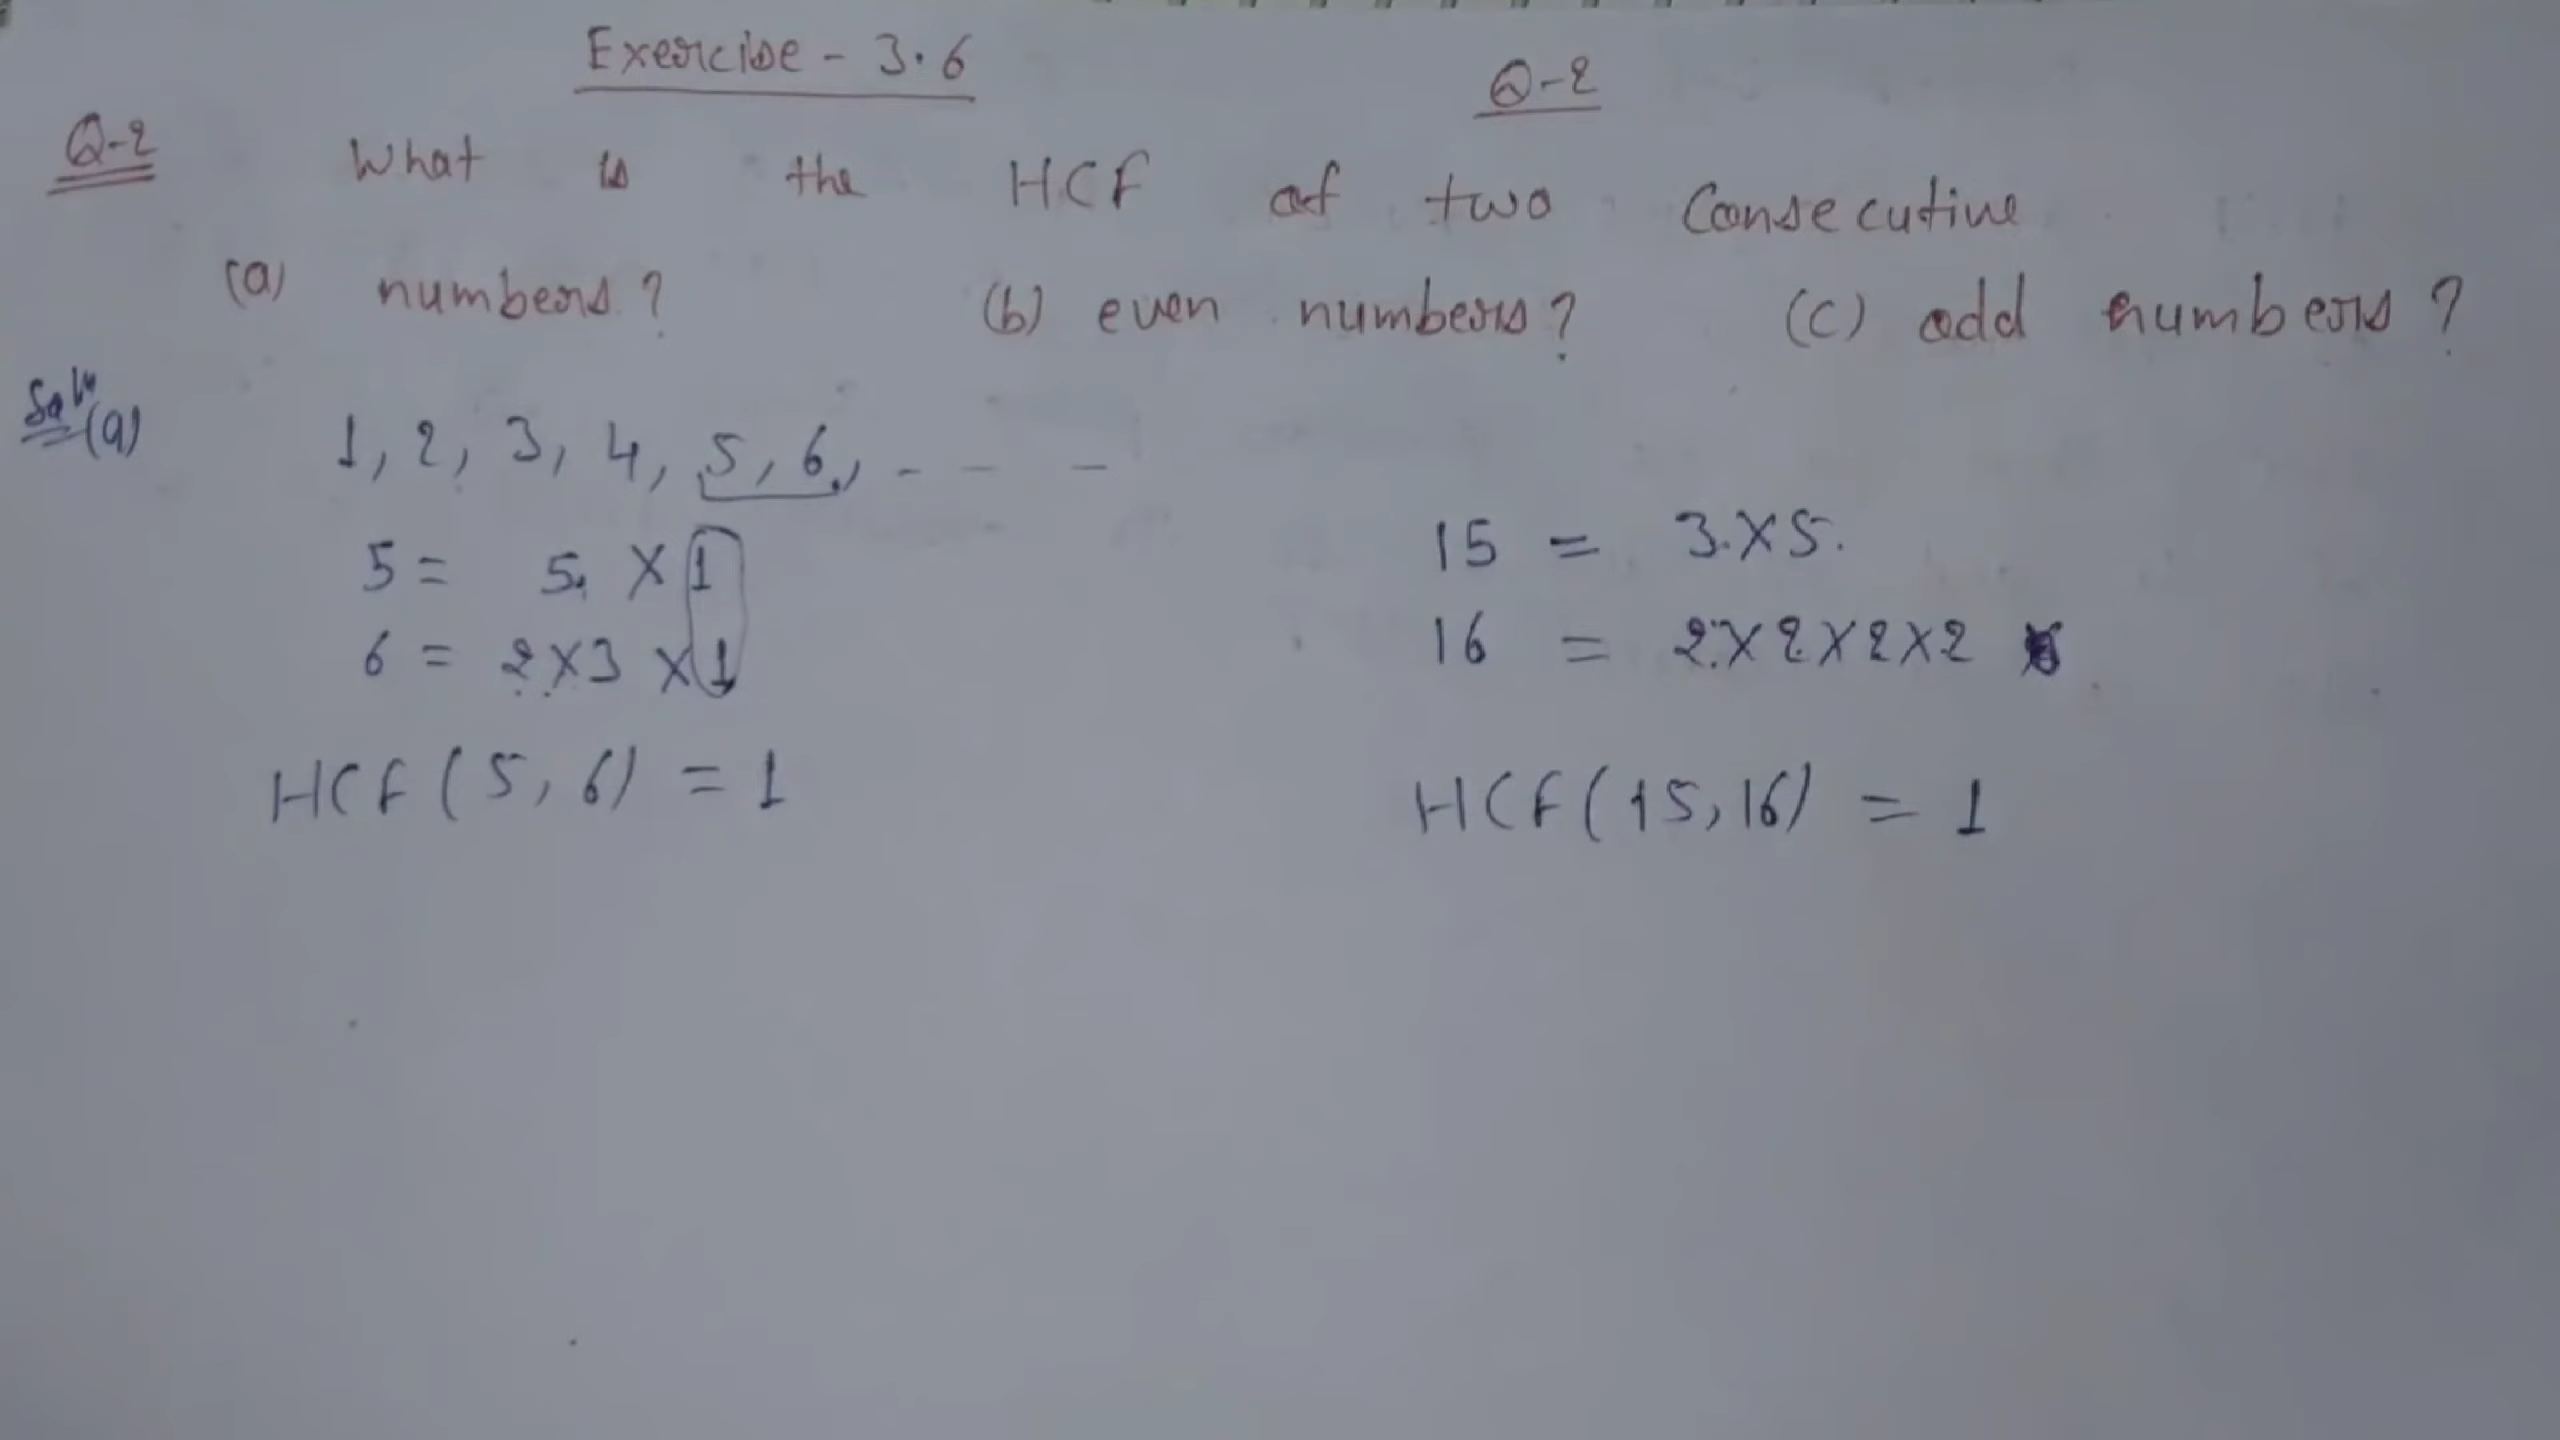 Exercise - 3.6
Q-2
Q-2 What is the HCF of two Consecutive
(a) numbers? (b) even numbers? (c) odd numbers?
Solⁿ (a) 1, 2, 3, 4, 5, 6, - - -
5 = 5 × 1
6 = 2 × 3 × 1
HCF (5, 6) = 1
15 = 3 × 5
16 = 2 × 2 × 2 × 2
HCF (15, 16) = 1